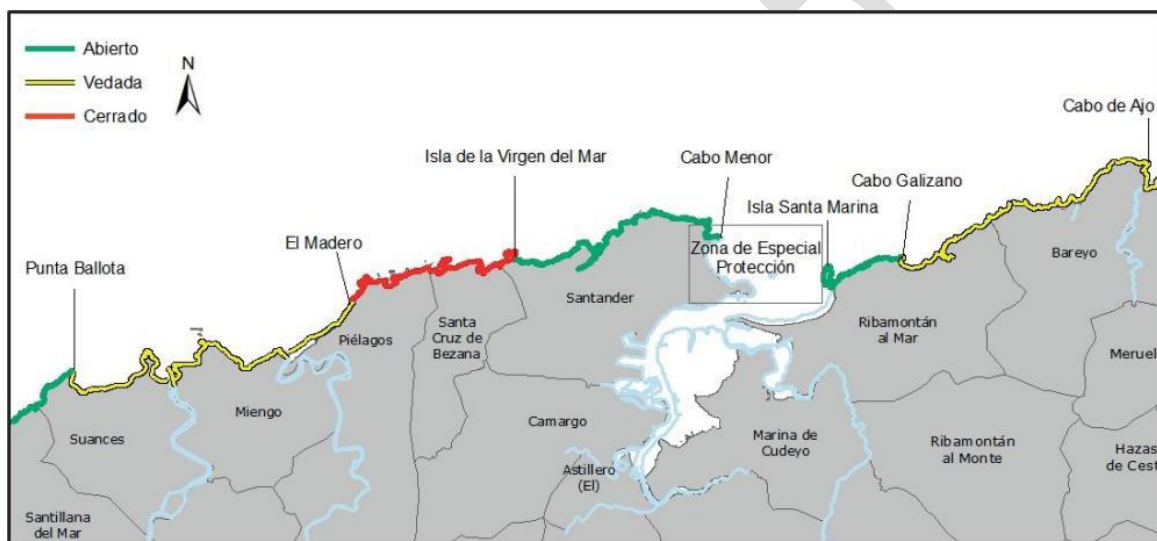 Abierto
Vedada
Cerrado
N
Cabo de Ajo
Isla de la Virgen del Mar
Cabo Menor
Cabo Galizano
Isla Santa Marina
El Madero
Punta Ballota
Zona de Especial
Protección
Bareyo
Santander
Piélagos
Santa
Cruz de
Bezana
Ribamontán
al Mar
Meruel
Miengo
Suances
Camargo
Marina de
Cudeyo
Ribamontán
al Monte
Hazas
de Cest
Astillero
(El)
Santillana
del Mar